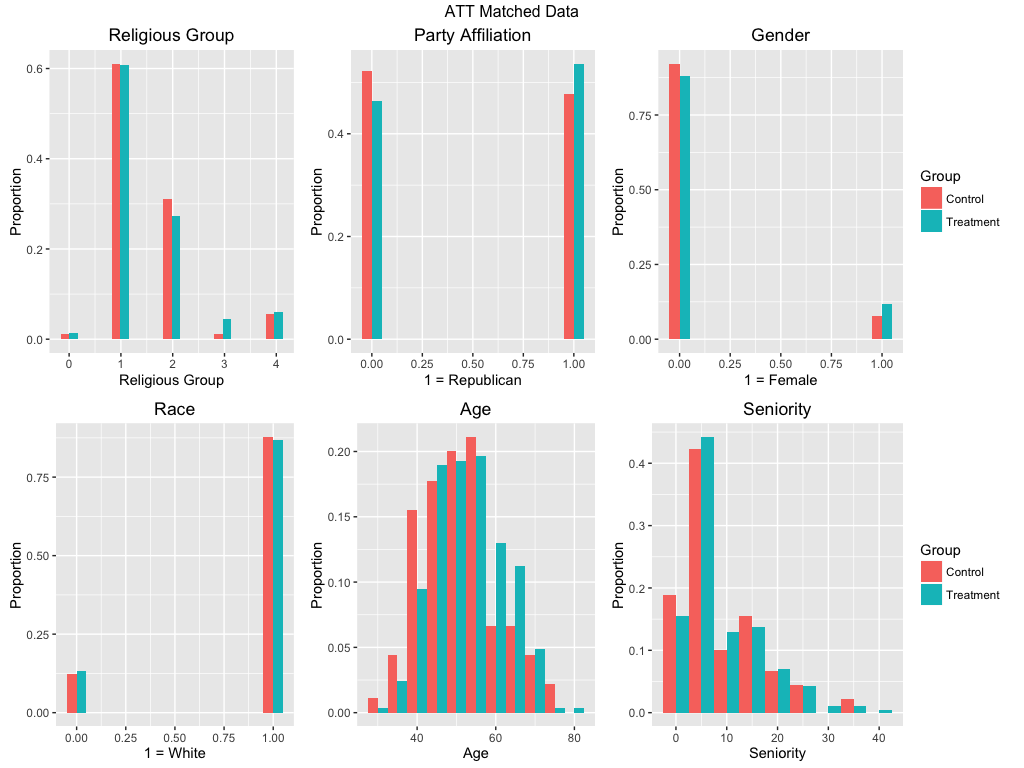 ATT Matched Data
Religious Group
Proportion
0.6
0.4
0.2
0.0
0 1 2 3 4
Religious Group
Party Affiliation
Proportion
0.4
0.2
0.0
0.00 0.25 0.50 0.75 1.00
1 = Republican
Gender
Proportion
0.75
0.50
0.25
0.00
0.00 0.25 0.50 0.75 1.00
1 = Female
Group
Control
Treatment
Race
Proportion
0.75
0.50
0.25
0.00
0.00 0.25 0.50 0.75 1.00
1 = White
Age
Proportion
0.20
0.15
0.10
0.05
0.00
40 60 80
Age
Seniority
Proportion
0.4
0.3
0.2
0.1
0.0
0 10 20 30 40
Seniority
Group
Control
Treatment